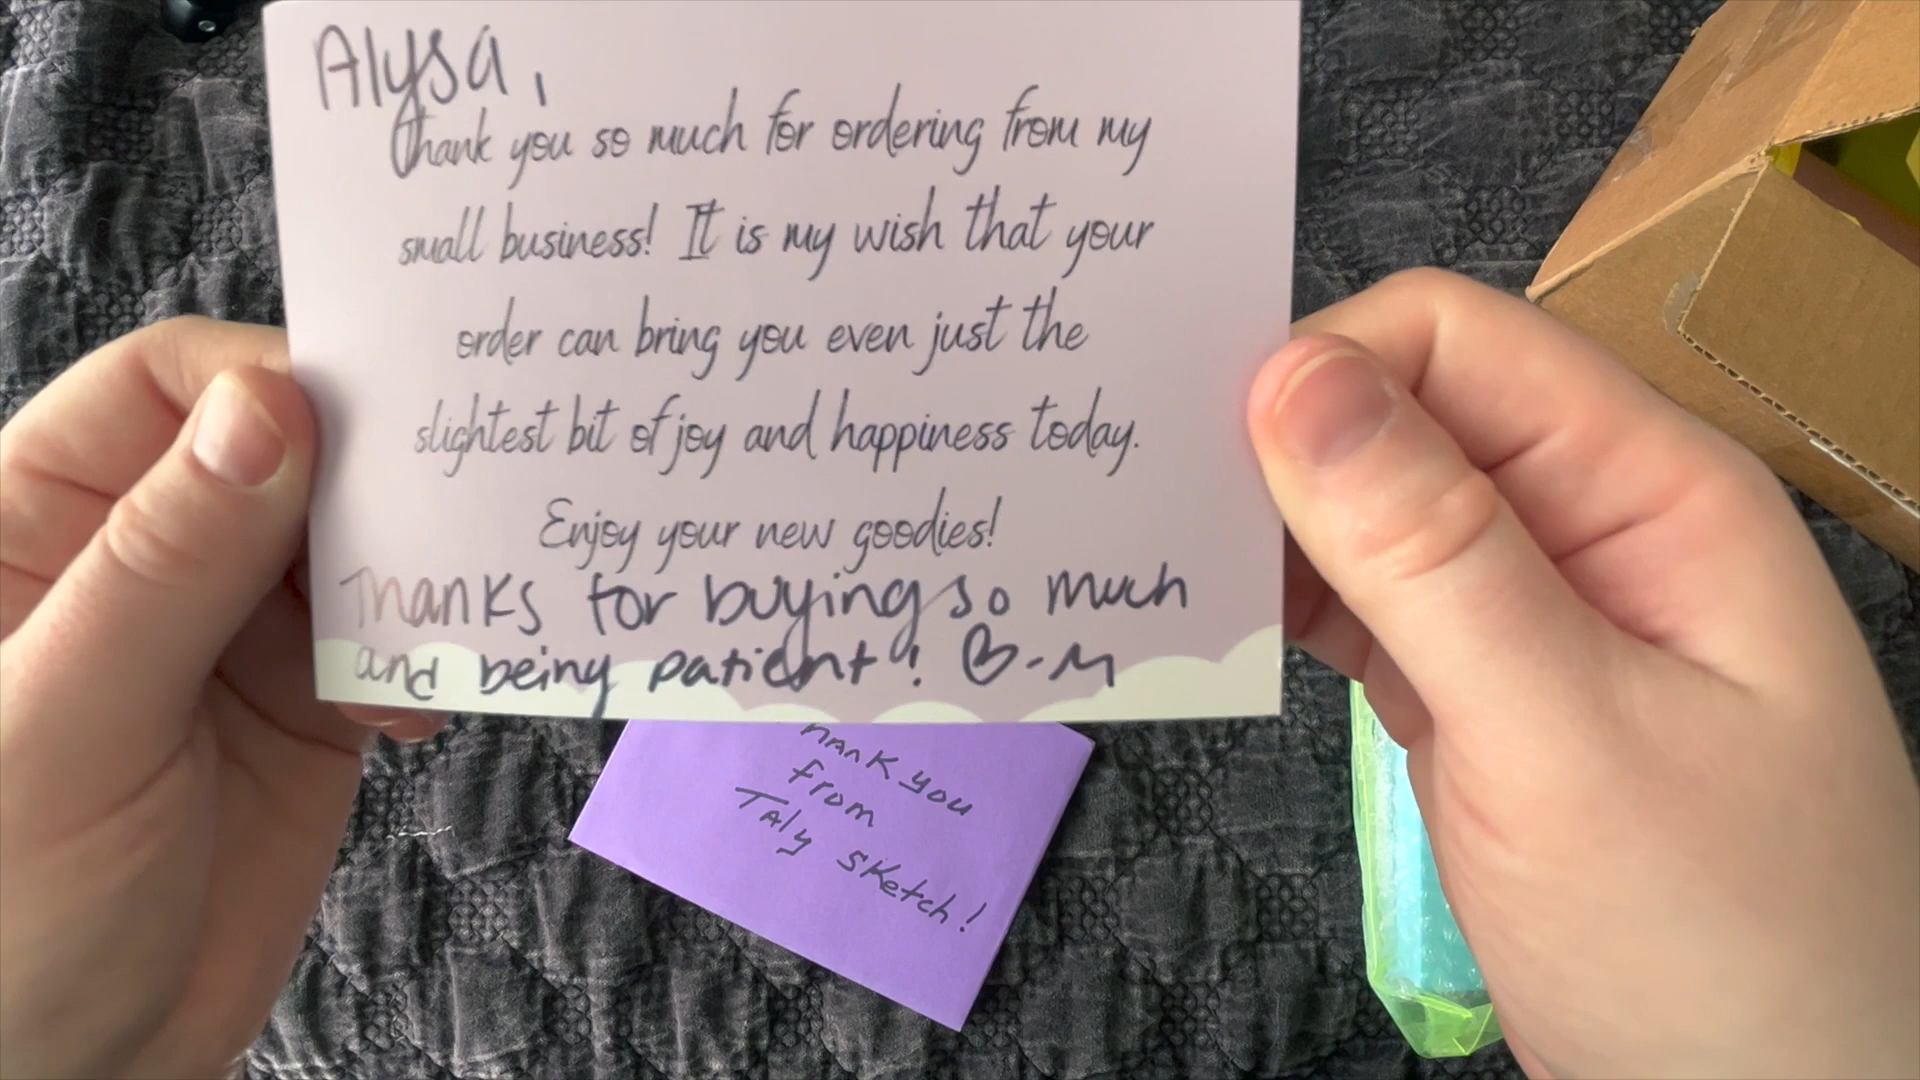 Alysa,
Thank you so much for ordering from my
small business! It is my wish that your
order can bring you even just the
slightest bit of joy and happiness today.
Enjoy your new goodies!
Thanks for buying so much
and being patient! ♡-M
Thank you
from
Taly Sketch!